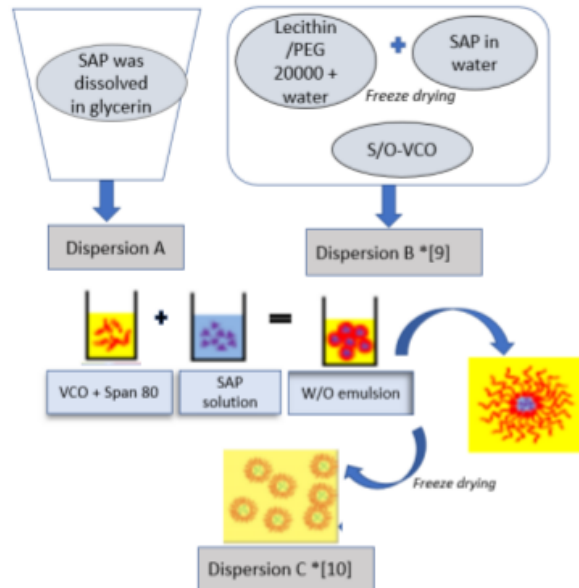 SAP was
dissolved
in glycerin
Lecithin
/PEG
20000 +
water
+
SAP in
water
Freeze drying
S/O-VCO
Dispersion A
Dispersion B *[9]
+
=
VCO + Span 80
SAP
solution
W/O emulsion
Freeze drying
Dispersion C *[10]